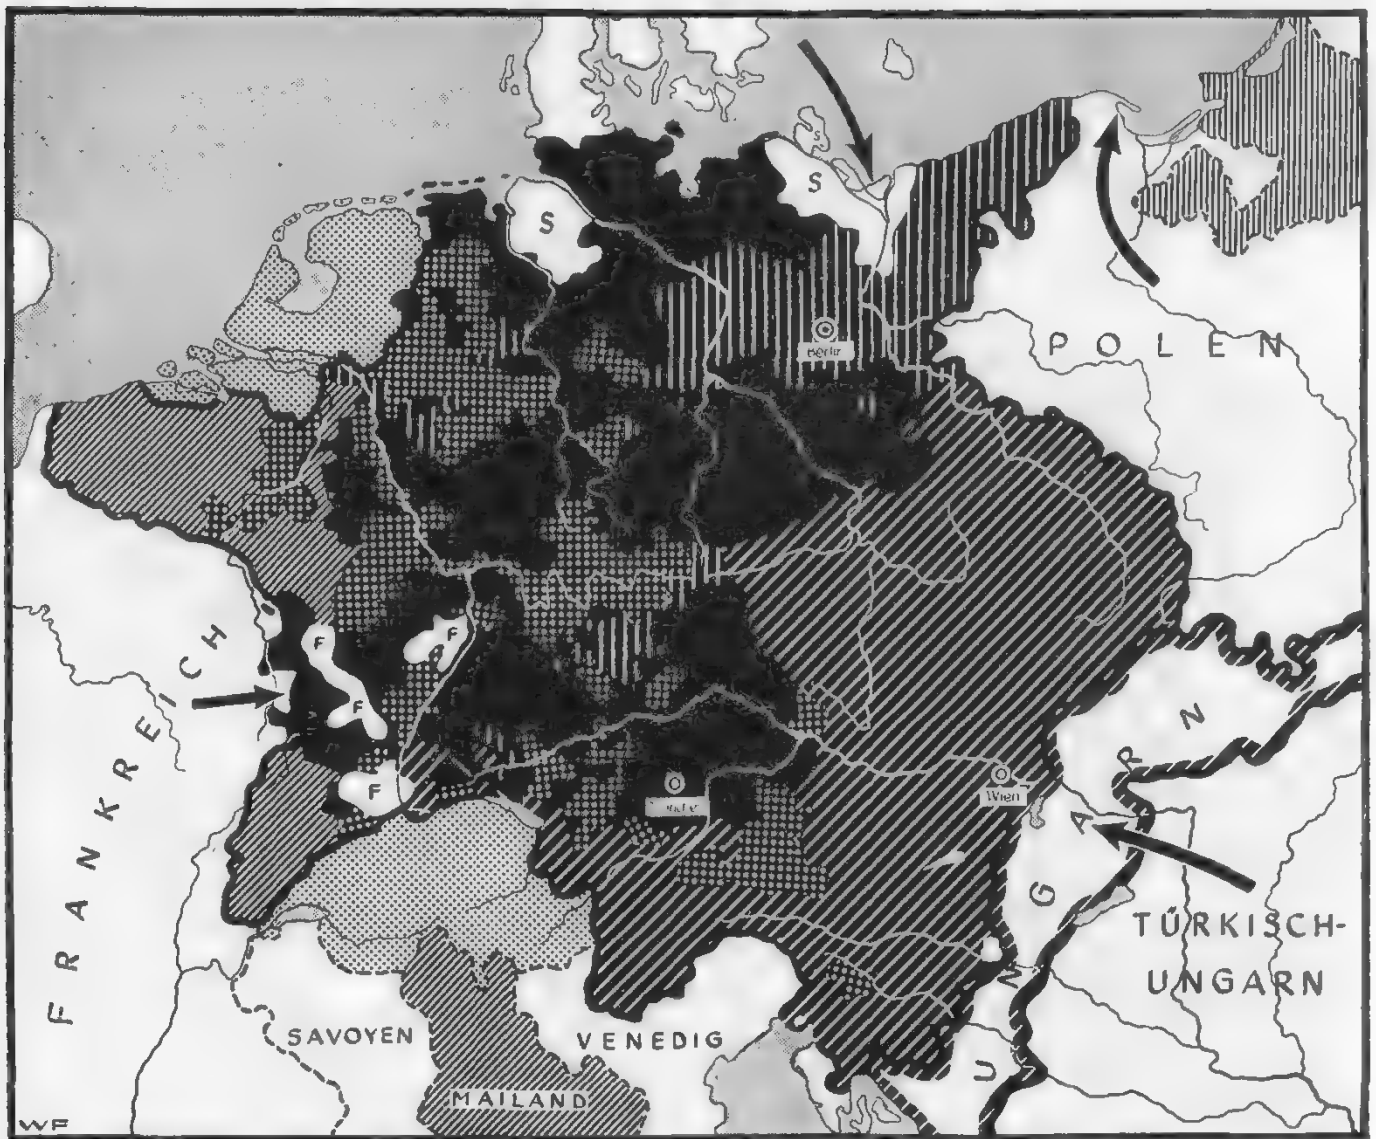 S
S
S
Berlin
POLEN
FRANKREICH
F
F
F
F
Wien
UNGARN
TÜRKISCH-
UNGARN
SAVOYEN
VENEDIG
MAILAND
WF